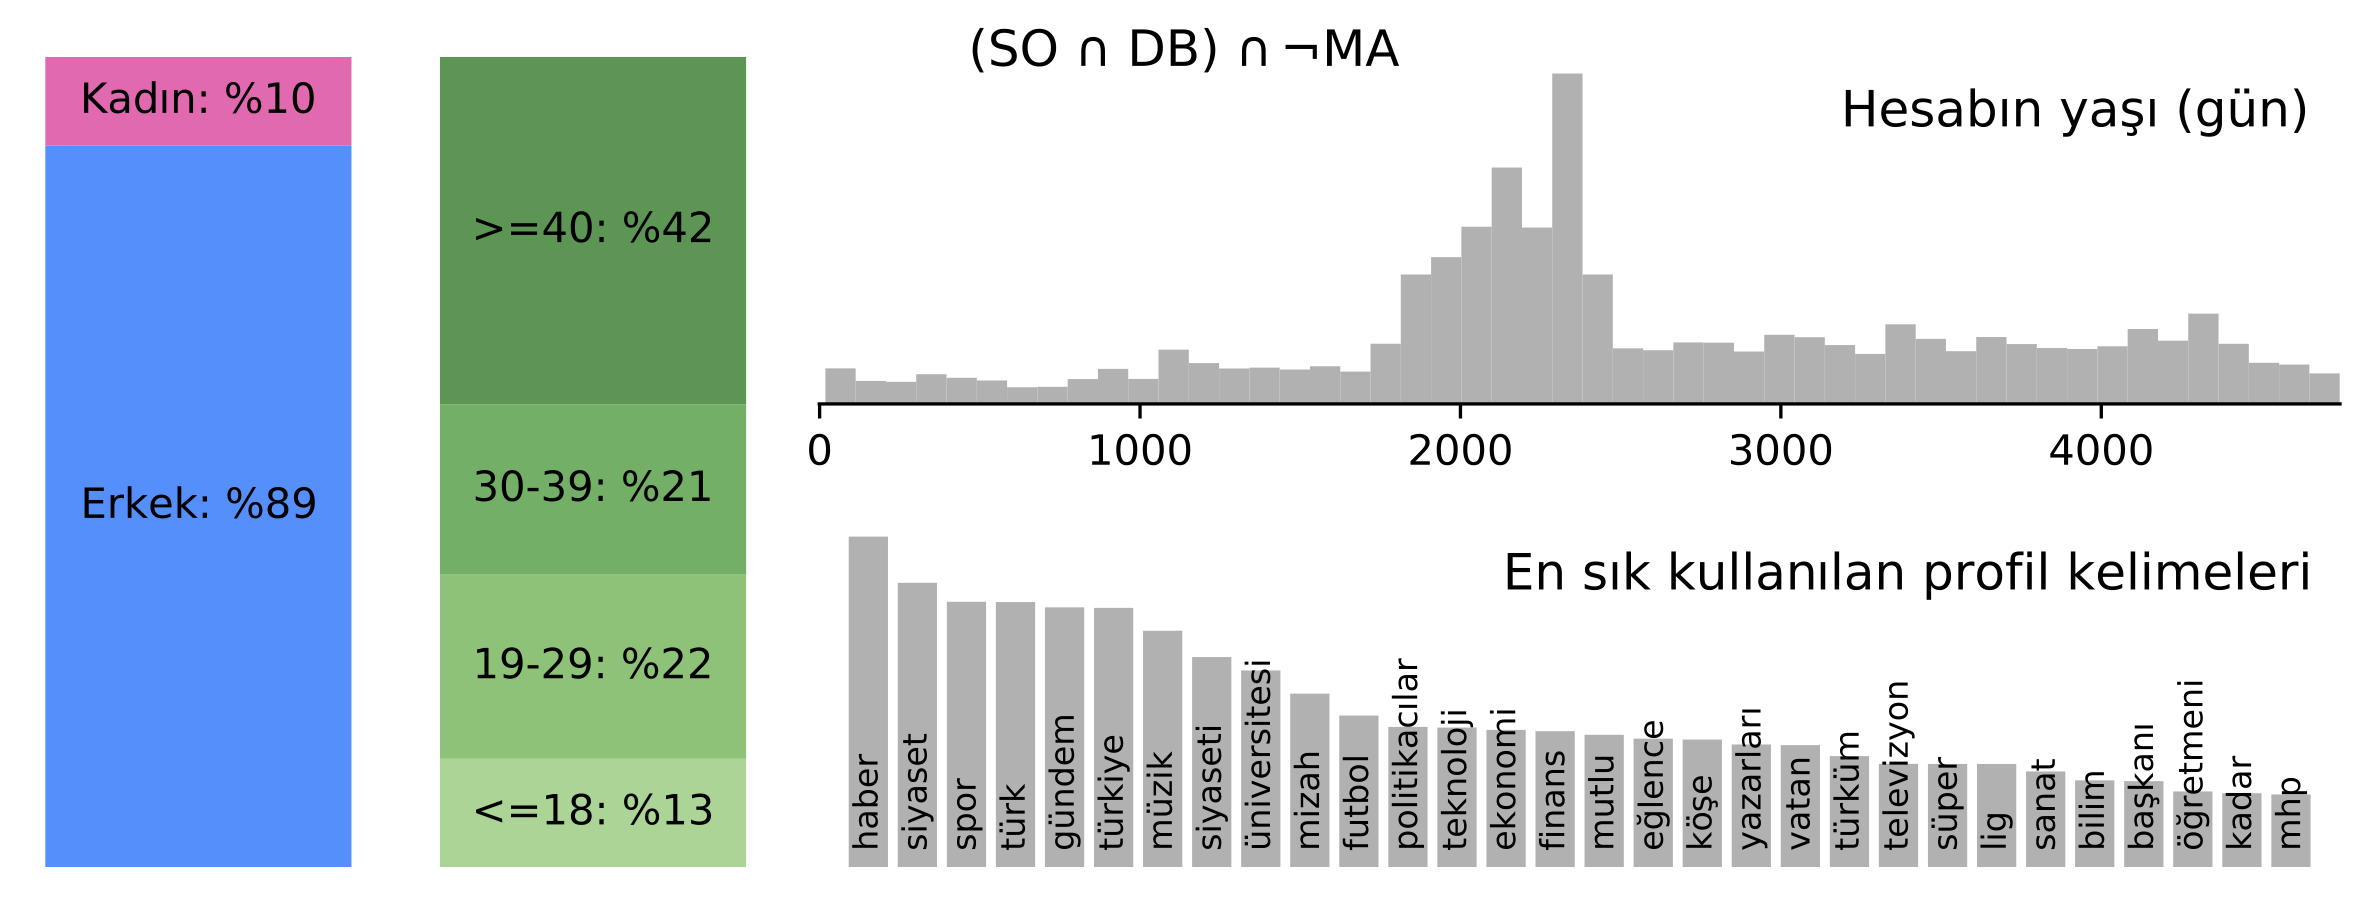 (SO ∩ DB) ∩ ¬MA
Kadın: %10
Erkek: %89
>=40: %42
30-39: %21
19-29: %22
<=18: %13
Hesabın yaşı (gün)
0 1000 2000 3000 4000
En sık kullanılan profil kelimeleri
haber
siyaset
spor
türk
gündem
türkiye
müzik
siyaseti
üniversitesi
mizah
futbol
politikacılar
teknoloji
ekonomi
finans
mutlu
eğlence
köşe
yazarları
vatan
türküm
televizyon
süper
lig
sanat
bilim
başkanı
öğretmeni
kadar
mhp